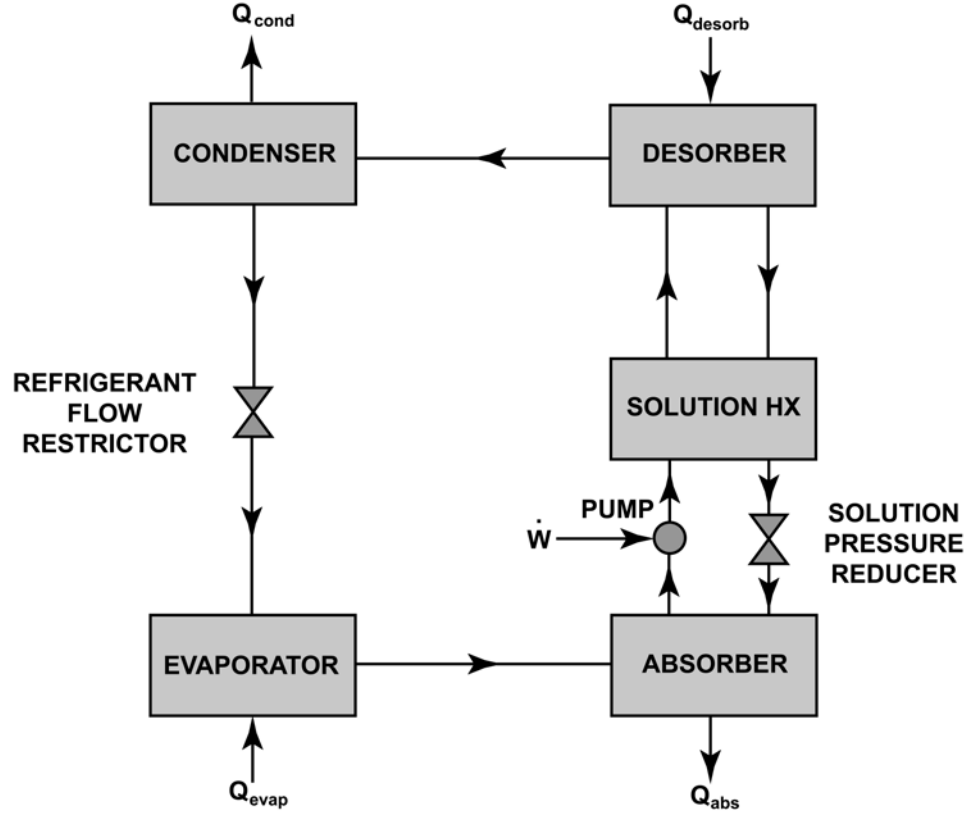 Qcond
Qdesorb
CONDENSER
DESORBER
REFRIGERANT
FLOW
RESTRICTOR
SOLUTION HX
PUMP
Ẇ
SOLUTION
PRESSURE
REDUCER
EVAPORATOR
ABSORBER
Qevap
Qabs